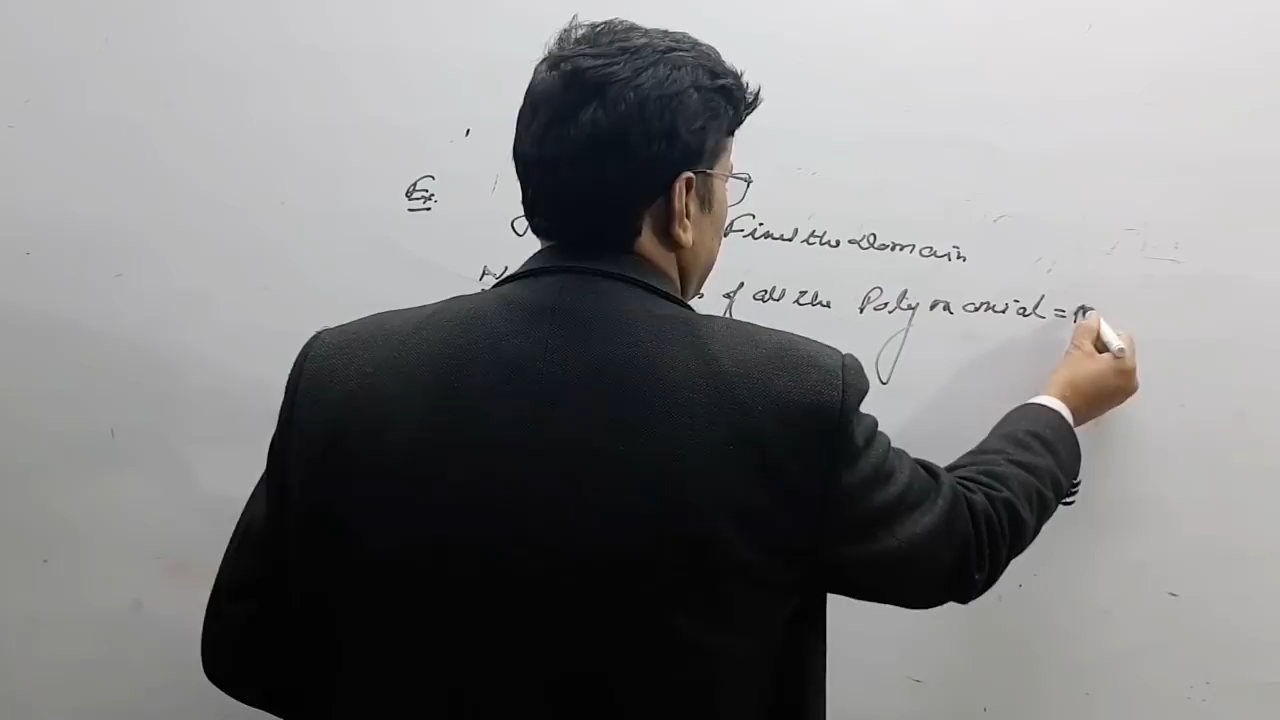 Ex. Find the Domain
of all the Polynomial =